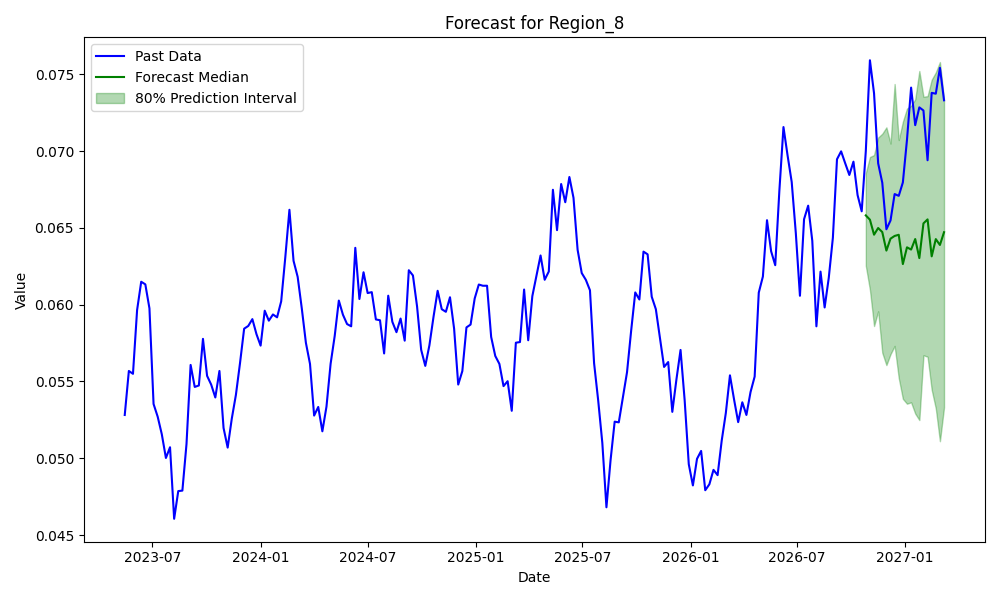 Forecast for Region_8
Past Data
Forecast Median
80% Prediction Interval
Value
0.075
0.070
0.065
0.060
0.055
0.050
0.045
2023-07
2024-01
2024-07
2025-01
2025-07
2026-01
2026-07
2027-01
Date